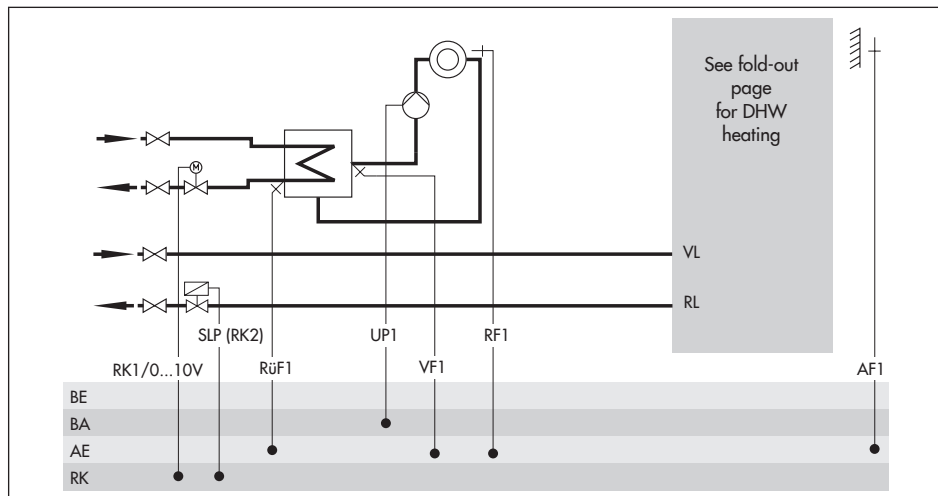 See fold-out
page
for DHW
heating
M
VL
RL
SLP (RK2)
UP1
RF1
RK1/0...10V
RüF1
VF1
AF1
BE
BA
AE
RK